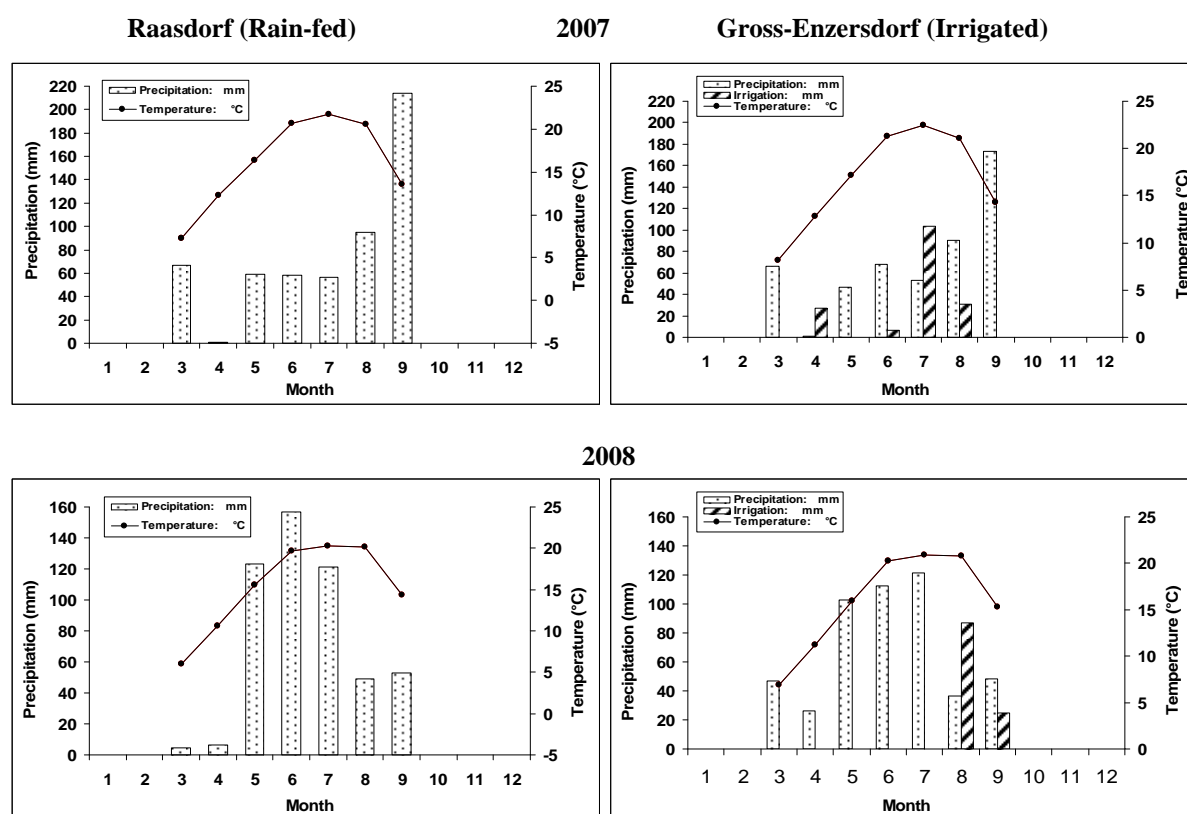 Raasdorf (Rain-fed) 2007 Gross-Enzersdorf (Irrigated)
Precipitation: mm
Temperature: °C
220
200
180
160
140
120
100
80
60
40
20
0
Precipitation (mm)
25
20
15
10
5
0
-5
Temperature (°C)
1 2 3 4 5 6 7 8 9 10 11 12
Month
Precipitation: mm
Irrigation: mm
Temperature: °C
220
200
180
160
140
120
100
80
60
40
20
0
Precipitation (mm)
25
20
15
10
5
0
Temperature (°C)
1 2 3 4 5 6 7 8 9 10 11 12
Month
2008
Precipitation: mm
Temperature: °C
160
140
120
100
80
60
40
20
0
Precipitation (mm)
25
20
15
10
5
0
-5
Temperature (°C)
1 2 3 4 5 6 7 8 9 10 11 12
Month
Precipitation: mm
Irrigation: mm
Temperature: °C
160
140
120
100
80
60
40
20
0
Precipitation (mm)
25
20
15
10
5
0
Temperature (°C)
1 2 3 4 5 6 7 8 9 10 11 12
Month